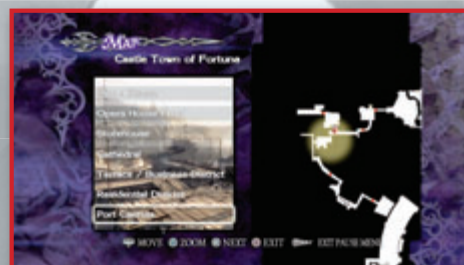 Map
Castle Town of Fortuna
Opera House
Storehouse
Cathedral
Terrace / Business District
Residential District
Port Caerula
MOVE ZOOM NEXT EXIT EXIT PAUSE MENU